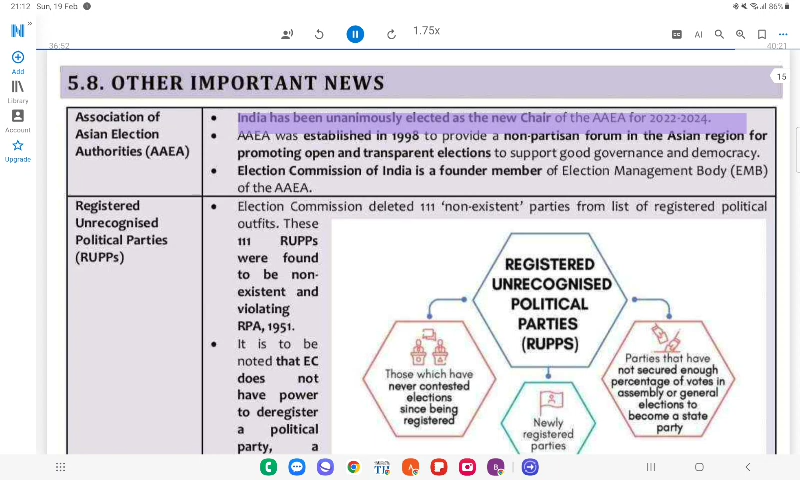 21:12 Sun, 19 Feb
86%
36:52
1.75x
AI
40:21
Add
Library
Account
Upgrade
15
5.8. OTHER IMPORTANT NEWS
Association of
Asian Election
Authorities (AAEA)
• India has been unanimously elected as the new Chair of the AAEA for 2022-2024.
• AAEA was established in 1998 to provide a non-partisan forum in the Asian region for
promoting open and transparent elections to support good governance and democracy.
• Election Commission of India is a founder member of Election Management Body (EMB)
of the AAEA.
Registered
Unrecognised
Political Parties
(RUPPs)
• Election Commission deleted 111 ‘non-existent’ parties from list of registered political
outfits. These
111 RUPPs
were found
to be non-
existent and
violating
RPA, 1951.
• It is to be
noted that EC
does not
have power
to deregister
a political
party, a
REGISTERED
UNRECOGNISED
POLITICAL
PARTIES
(RUPPS)
Those which have
never contested
elections
since being
registered
Newly
registered
parties
Parties that have
not secured enough
percentage of votes in
assembly or general
elections to
become a state
party